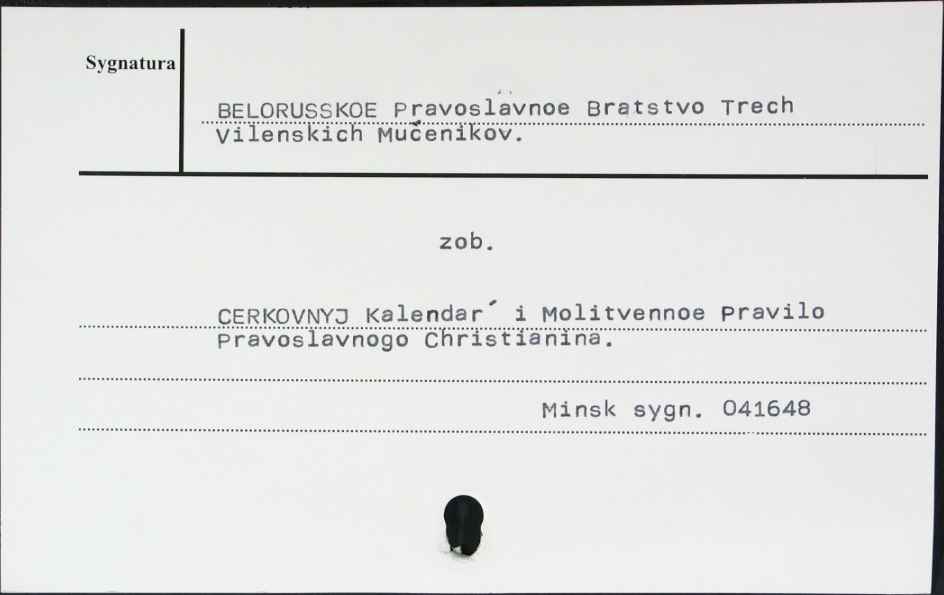 Sygnatura
BELORUSSKOE Pravoslavnoe Bratstvo Trech
Vilenskich Mučenikov.
zob.
CERKOVNYJ Kalendar´ i Molitvennoe Pravilo
Pravoslavnogo Christianina.
Minsk sygn. 041648